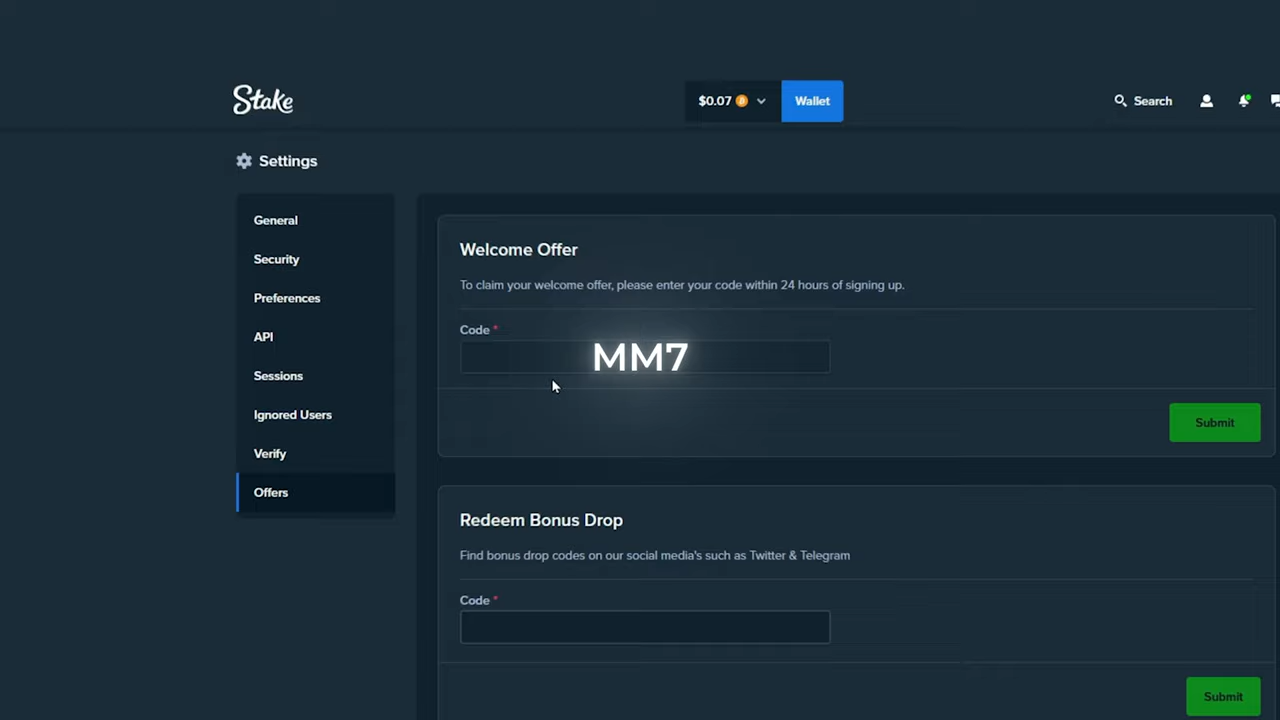 Stake
$0.07
Wallet
Search
Settings
General
Security
Preferences
API
Sessions
Ignored Users
Verify
Offers
Welcome Offer
To claim your welcome offer, please enter your code within 24 hours of signing up.
Code *
MM7
Submit
Redeem Bonus Drop
Find bonus drop codes on our social media's such as Twitter & Telegram
Code *
Submit